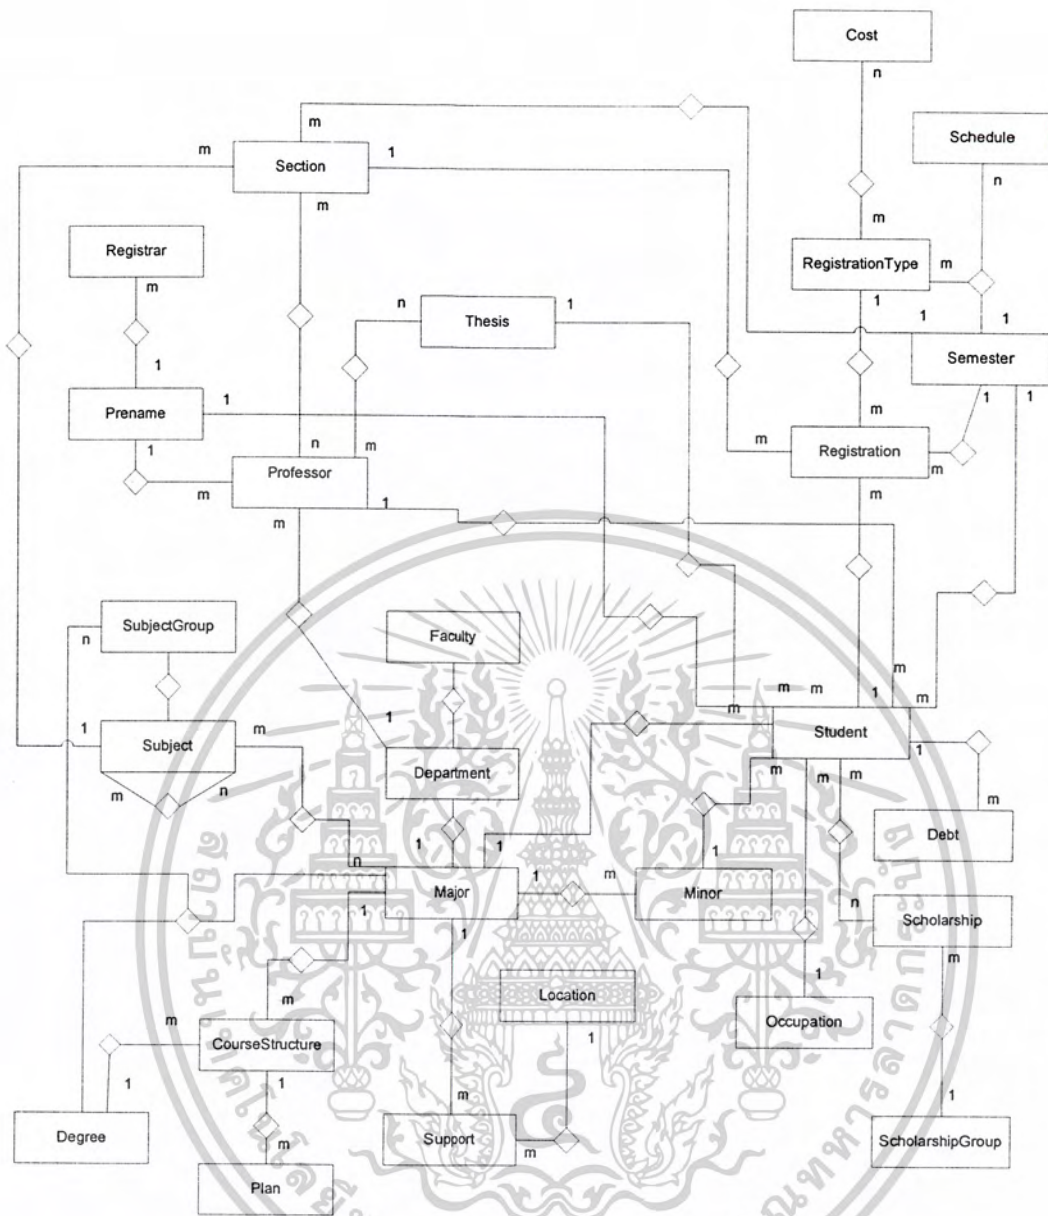 Cost
n
m
m
1
Section
m
Schedule
n
Registrar
m
m
RegistrationType
m
1
n
Thesis
1
1
1
Semester
1
1
1
Prename
1
1
m
n
m
m
Registration
m
m
Professor
m
1
m
SubjectGroup
n
Faculty
m
m
m
m
1
m
1
Subject
m
1
Student
1
m
n
Department
m
m
m
m
Debt
1
1
1
n
Major
1
m
Minor
1
1
n
Scholarship
m
m
Location
1
1
Occupation
m
CourseStructure
1
1
m
m
1
Degree
Support
m
ScholarshipGroup
m
Plan